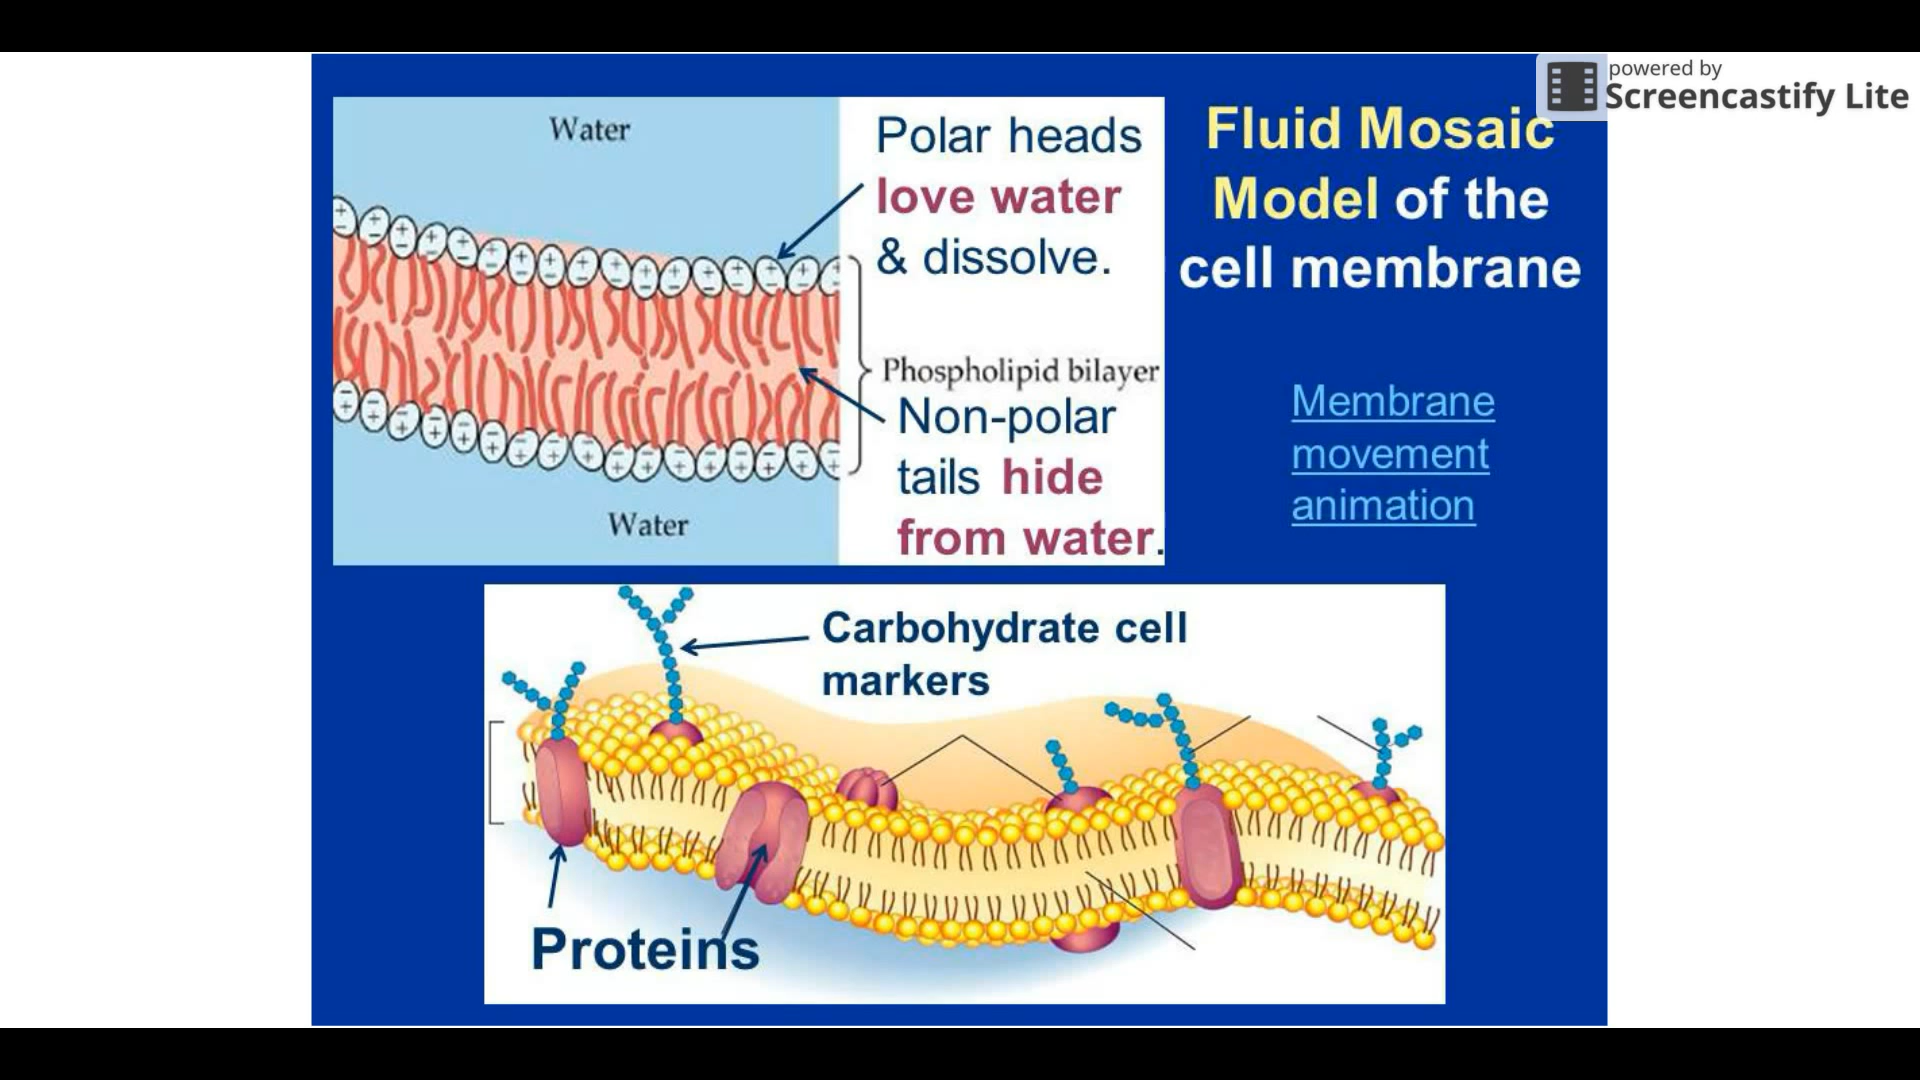 powered by
Screencastify Lite
Fluid Mosaic
Model of the
cell membrane
Water
Polar heads
love water
& dissolve.
Phospholipid bilayer
Non-polar
tails hide
from water.
Water
Membrane
movement
animation
Carbohydrate cell
markers
Proteins